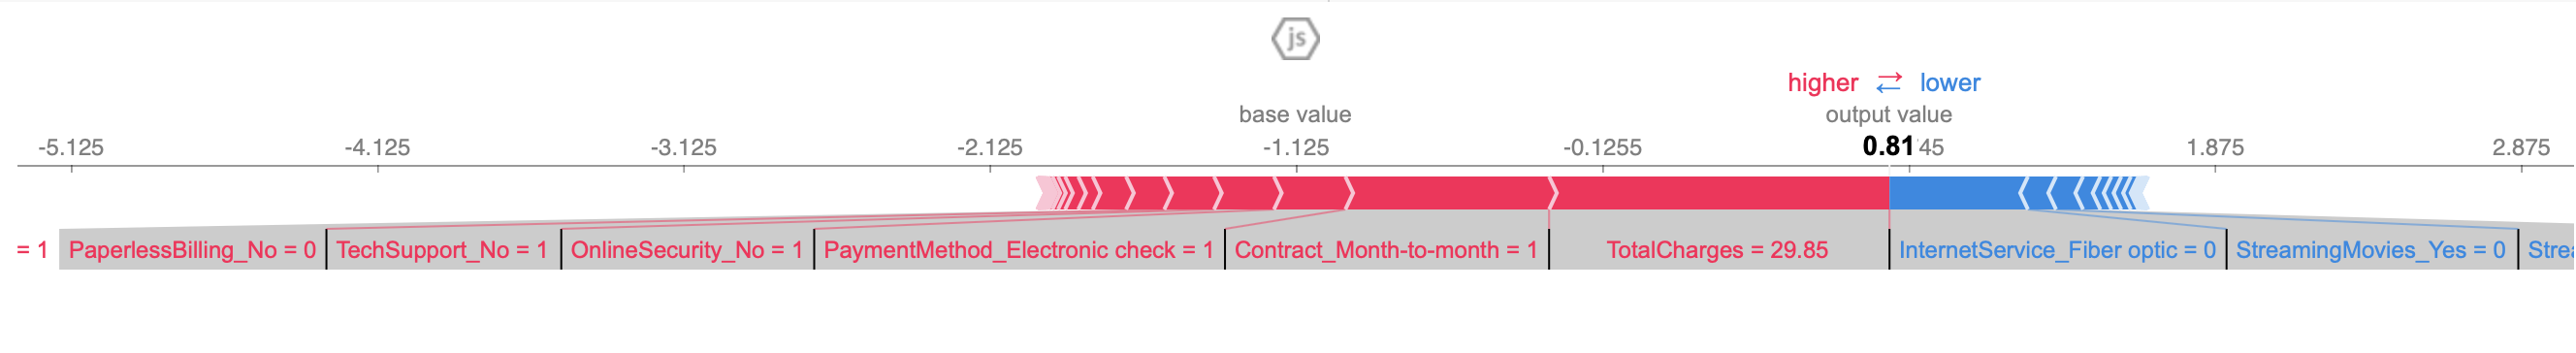 js
higher ⇄ lower
base value output value
-5.125 -4.125 -3.125 -2.125 -1.125 -0.1255 0.81 45 1.875 2.875
= 1 PaperlessBilling_No = 0 TechSupport_No = 1 OnlineSecurity_No = 1 PaymentMethod_Electronic check = 1 Contract_Month-to-month = 1 TotalCharges = 29.85 InternetService_Fiber optic = 0 StreamingMovies_Yes = 0 Strea